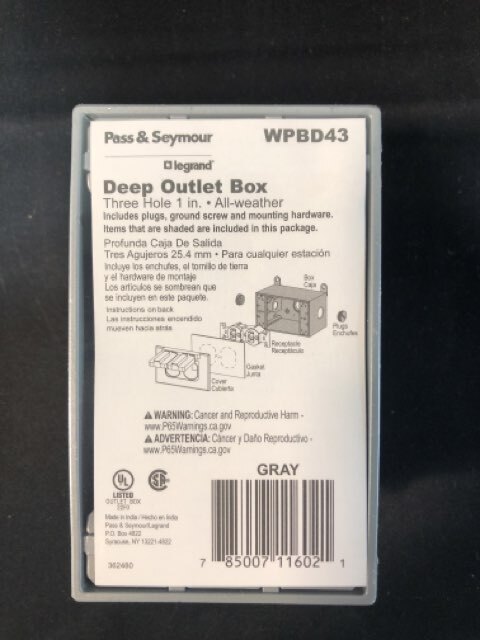 Pass & Seymour WPBD43
legrand
Deep Outlet Box
Three Hole 1 in. • All-weather
Includes plugs, ground screw and mounting hardware.
Items that are shaded are included in this package.
Profunda Caja De Salida
Tres Agujeros 25.4 mm • Para cualquier estación
Incluye los enchufes, el tornillo de tierra
y el hardware de montaje
Los artículos se sombrean que
se incluyen en este paquete.
Instructions on back
Las instrucciones encendido
mueven hacia atrás
Box
Caja
Plugs
Enchufes
Receptacle
Receptáculo
Gasket
Junta
Cover
Cubierta
WARNING: Cancer and Reproductive Harm -
www.P65Warnings.ca.gov
ADVERTENCIA: Cáncer y Daño Reproductivo -
www.P65Warnings.ca.gov
GRAY
UL
LISTED
OUTLET BOX
Made in India / Hecho en India
Pass & Seymour/Legrand
P.O. Box 4822
Syracuse, NY 13221-4822
362480
7 85007 11602 1